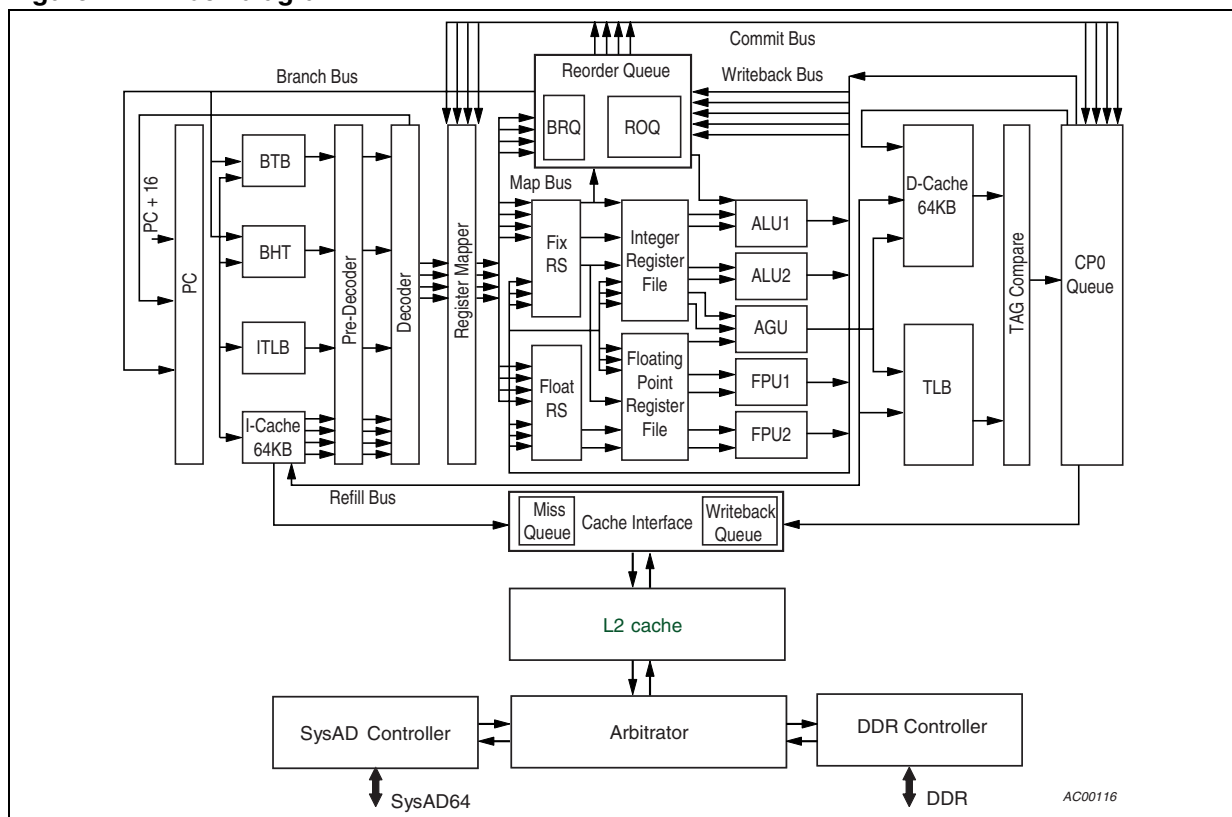 Commit Bus
Reorder Queue
Branch Bus
Writeback Bus
BRQ
ROQ
PC + 16
PC
BTB
BHT
ITLB
I-Cache
64KB
Pre-Decoder
Decoder
Register Mapper
Map Bus
Fix
RS
Float
RS
Integer
Register
File
Floating
Point
Register
File
ALU1
ALU2
AGU
FPU1
FPU2
D-Cache
64KB
TLB
TAG Compare
CP0
Queue
Refill Bus
Miss
Queue
Cache Interface
Writeback
Queue
L2 cache
SysAD Controller
Arbitrator
DDR Controller
SysAD64
DDR
AC00116